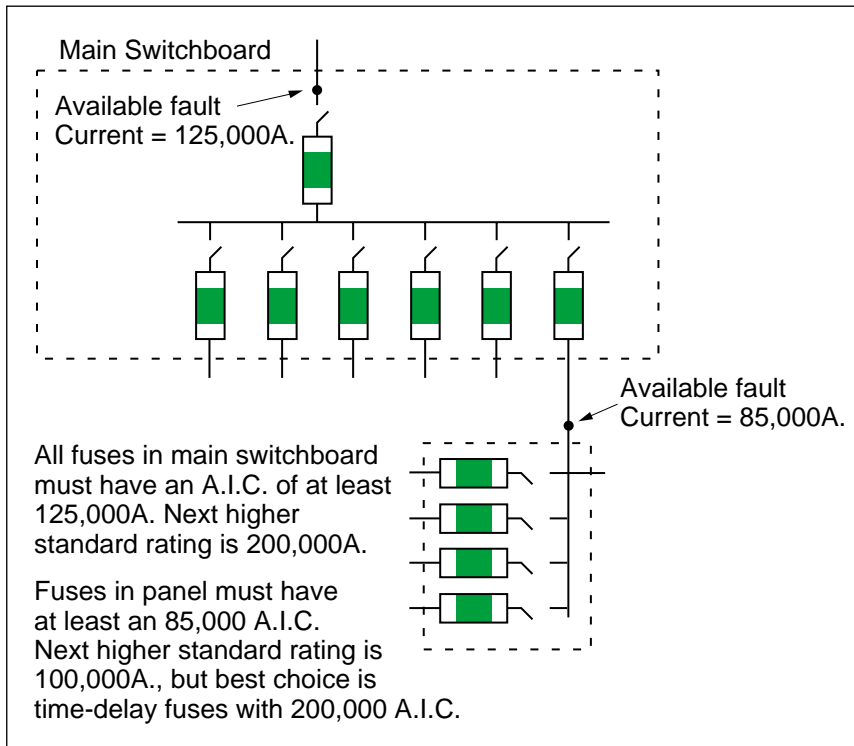 Main Switchboard
Available fault
Current = 125,000A.
Available fault
Current = 85,000A.
All fuses in main switchboard
must have an A.I.C. of at least
125,000A. Next higher
standard rating is 200,000A.
Fuses in panel must have
at least an 85,000 A.I.C.
Next higher standard rating is
100,000A., but best choice is
time-delay fuses with 200,000 A.I.C.